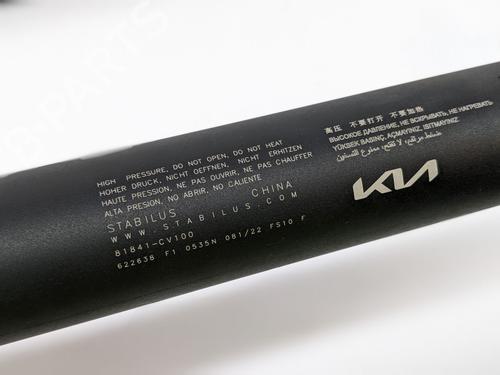 HIGH PRESSURE, DO NOT OPEN, DO NOT HEAT
HOHER DRUCK, NICHT OEFFNEN, NICHT ERHITZEN
HAUTE PRESSION, NE PAS OUVRIR, NE PAS CHAUFFER
ALTA PRESION, NO ABRIR, NO CALIENTE
STABILUS CHINA
WWW.STABILUS.COM
81841-CV100
622638 F1 0535N 081/22 FS10 F
高压 不要打开 不要加热
ВЫСОКОЕ ДАВЛЕНИЕ, НЕ ВСКРЫВАТЬ, НЕ НАГРЕВАТЬ
YÜKSEK BASINÇ, AÇMAYINIZ, ISITMAYINIZ
KIA
PARTS